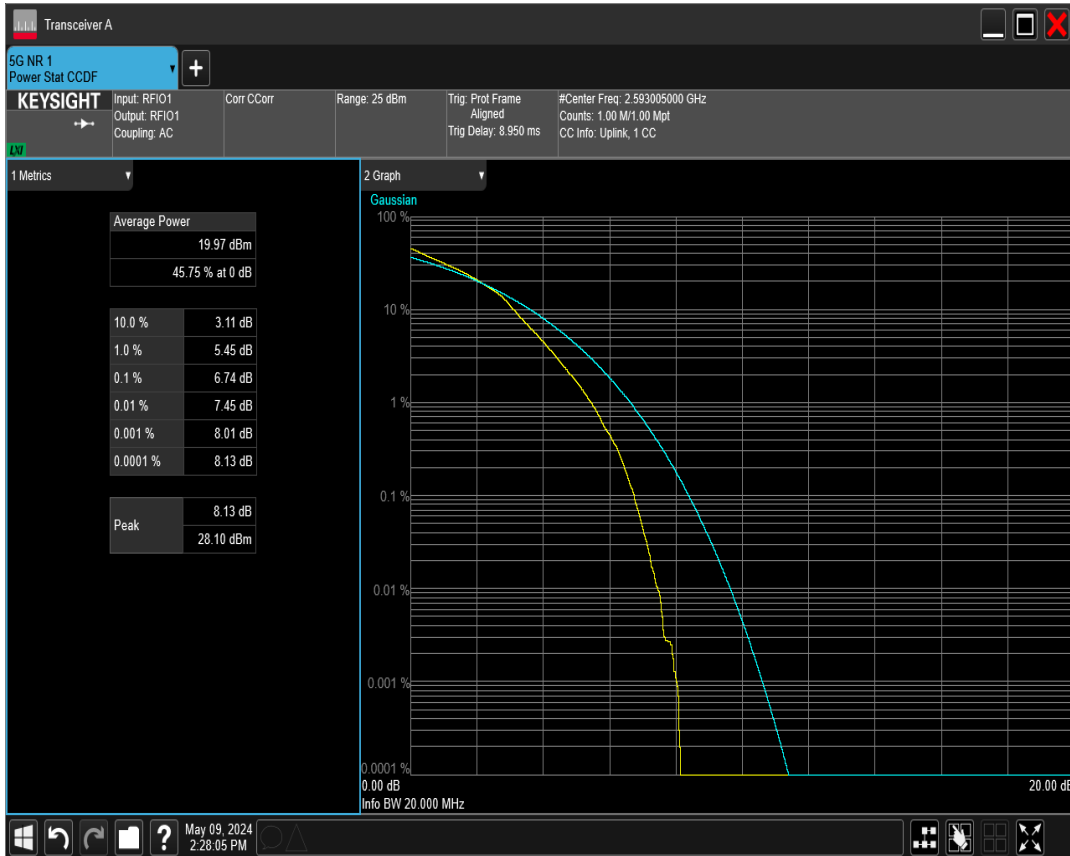 Transceiver A
5G NR 1
Power Stat CCDF
KEYSIGHT
LXI
Input: RFIO1
Output: RFIO1
Coupling: AC
Corr CCorr
Range: 25 dBm
Trig: Prot Frame
Aligned
Trig Delay: 8.950 ms
#Center Freq: 2.593005000 GHz
Counts: 1.00 M/1.00 Mpt
CC Info: Uplink, 1 CC
1 Metrics
Average Power
19.97 dBm
45.75 % at 0 dB
10.0 % 3.11 dB
1.0 % 5.45 dB
0.1 % 6.74 dB
0.01 % 7.45 dB
0.001 % 8.01 dB
0.0001 % 8.13 dB
Peak
8.13 dB
28.10 dBm
2 Graph
Gaussian
100 %
10 %
1 %
0.1 %
0.01 %
0.001 %
0.0001 %
0.00 dB 20.00 dB
Info BW 20.000 MHz
? May 09, 2024
2:28:05 PM